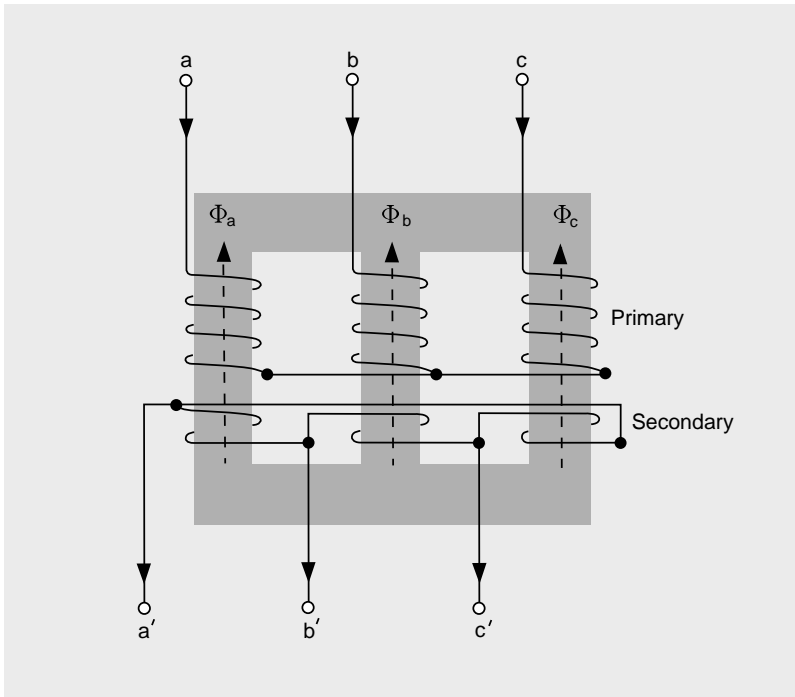 a b c
Φa Φb Φc
Primary
Secondary
a′ b′ c′